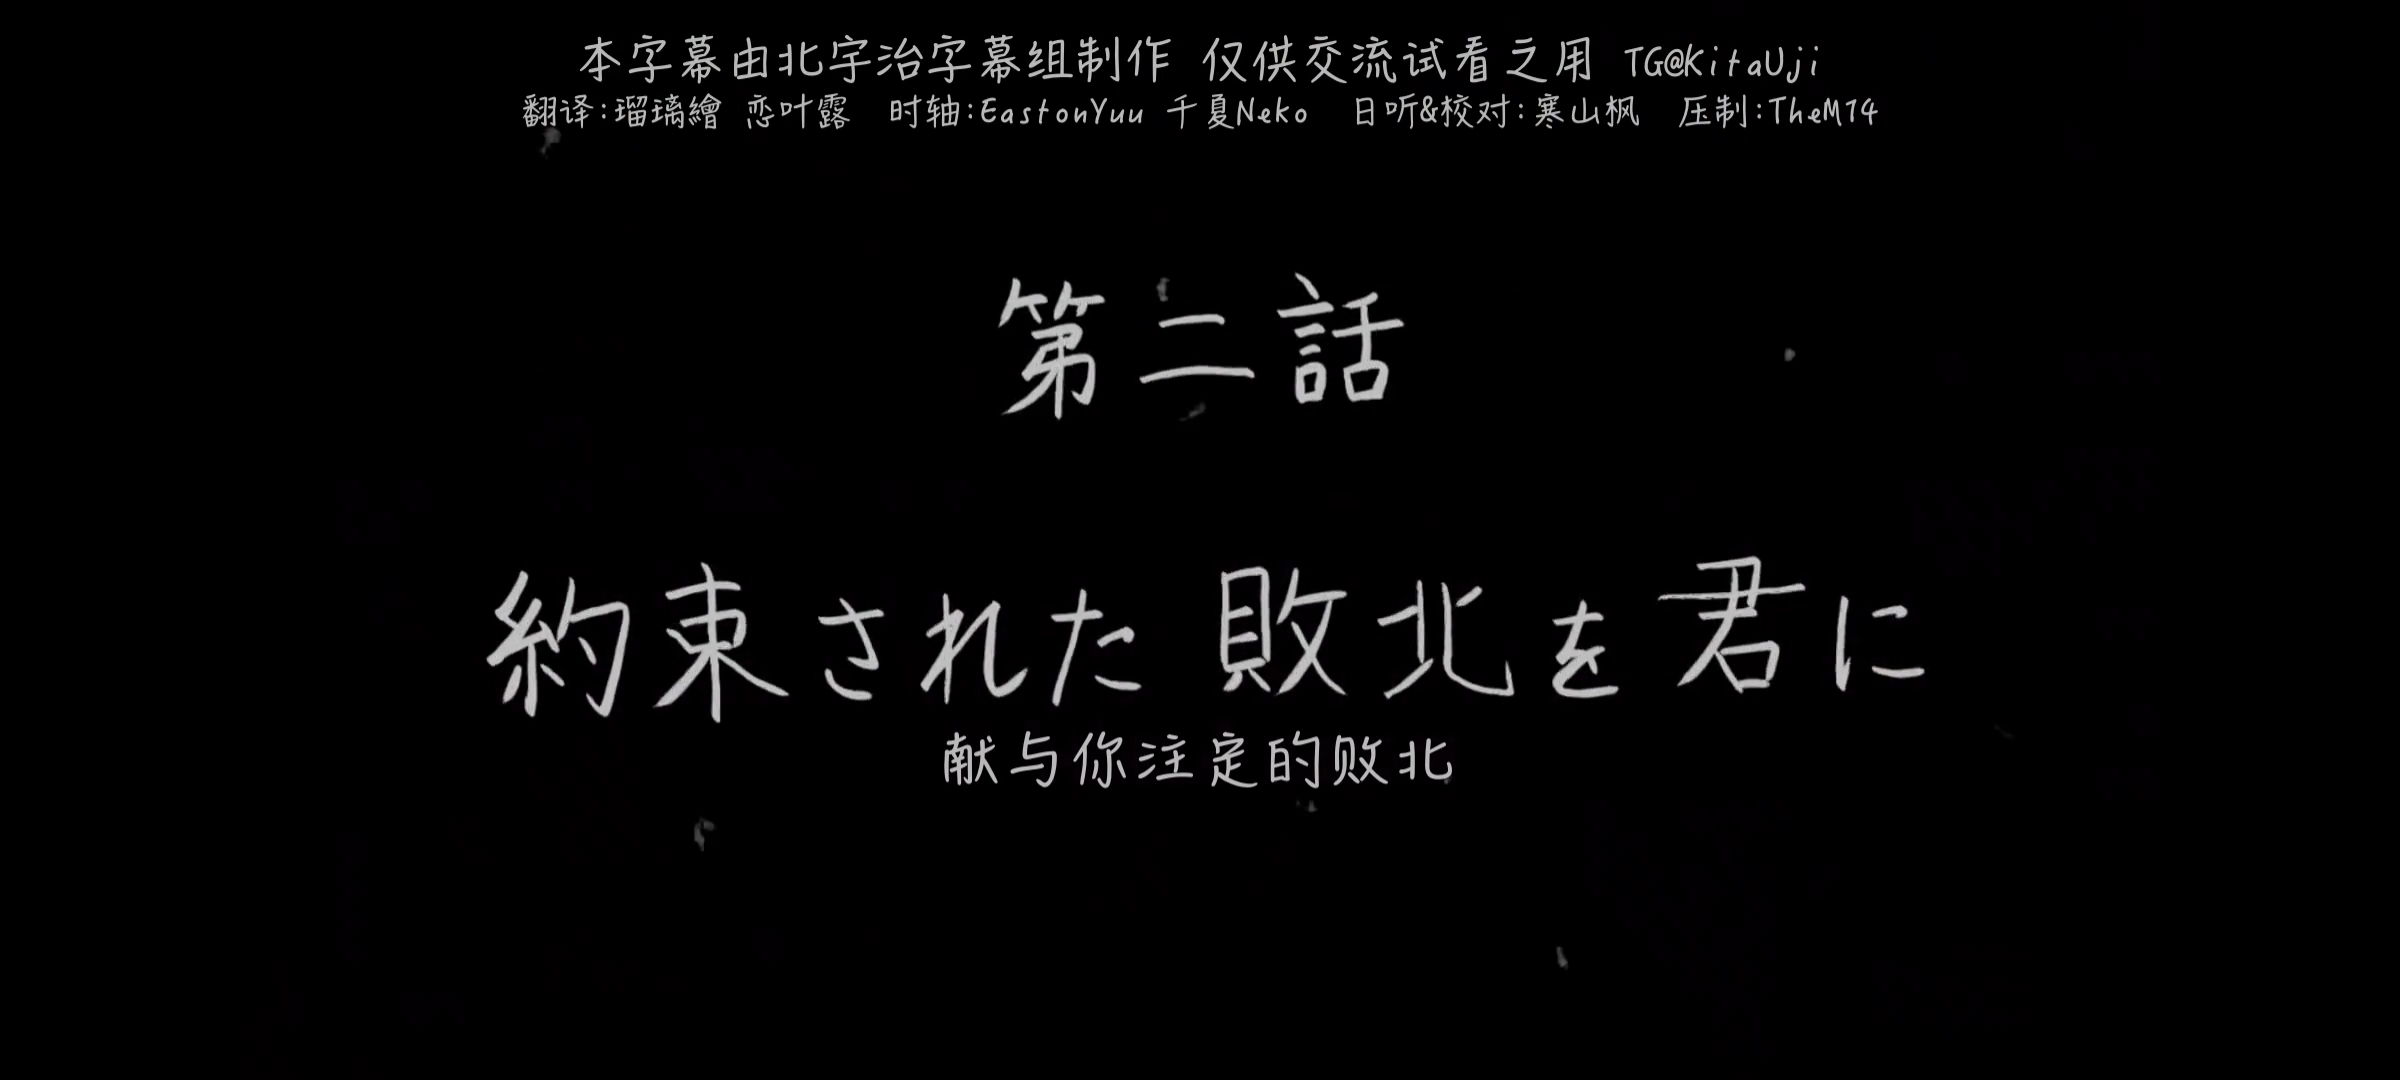 本字幕由北宇治字幕组制作 仅供交流试看之用 TG@KitaUji
翻译:瑠璃繪 恋叶露 时轴:EastonYuu 千夏Neko 日听&校对:寒山枫 压制:TheM14
第二話
約束された敗北を君に
献与你注定的败北